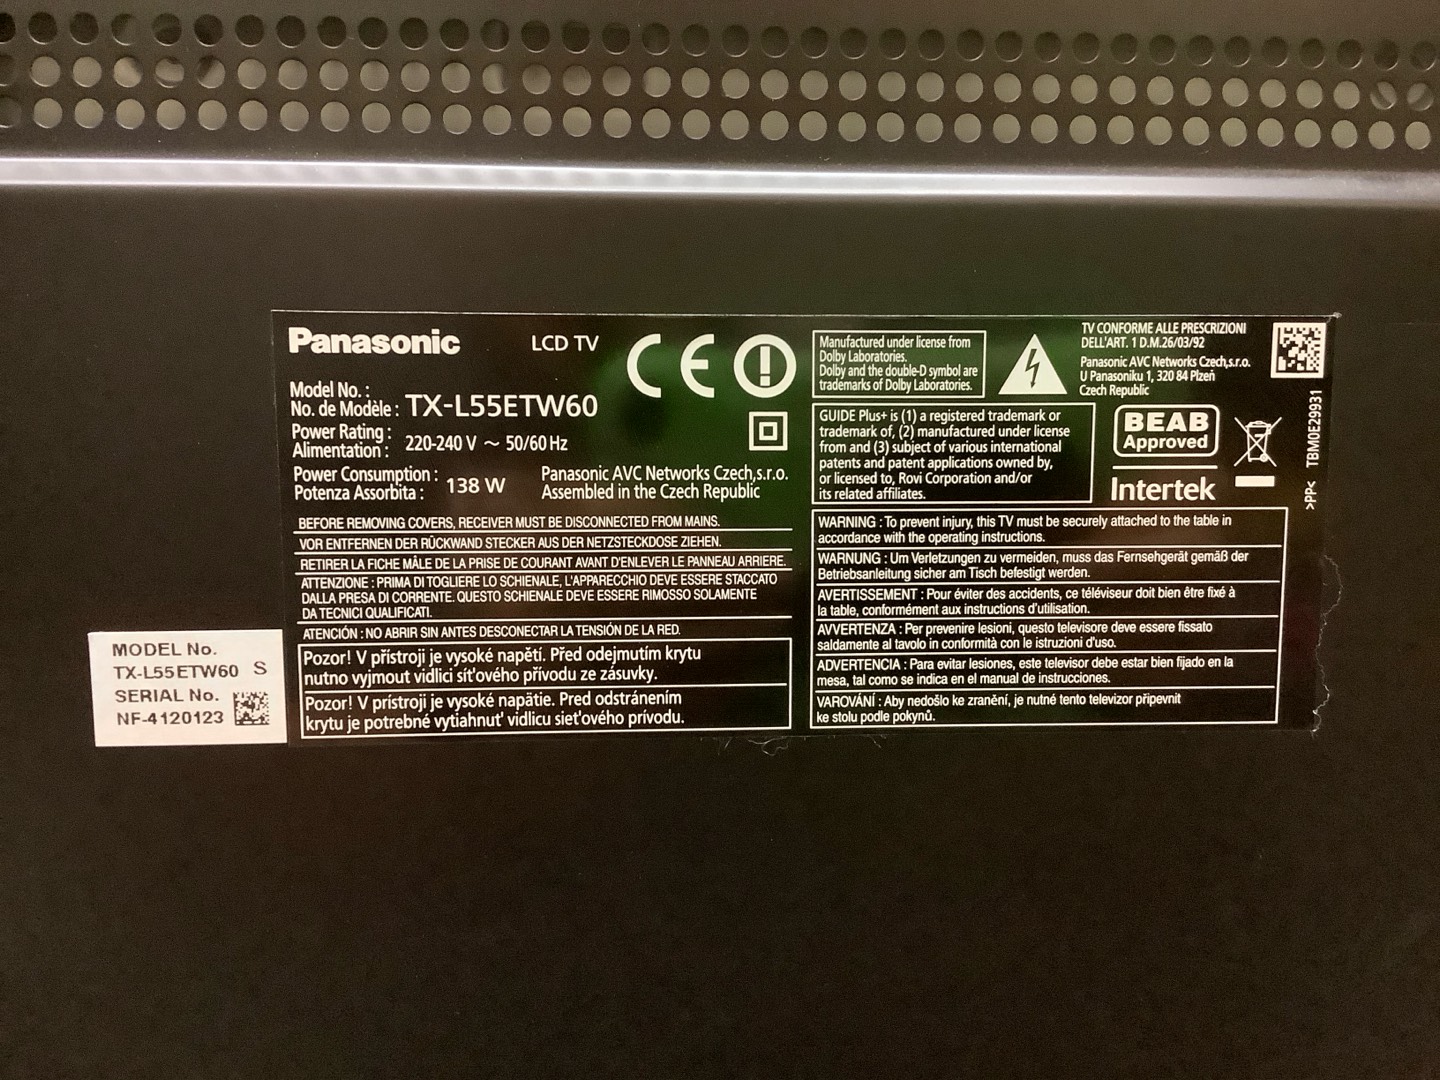 Panasonic
LCD TV
Model No. :
No. de Modèle : TX-L55ETW60
Power Rating :
Alimentation : 220-240 V ~ 50/60 Hz
Power Consumption :
Potenza Assorbita : 138 W
Panasonic AVC Networks Czech,s.r.o.
Assembled in the Czech Republic
BEFORE REMOVING COVERS, RECEIVER MUST BE DISCONNECTED FROM MAINS.
VOR ENTFERNEN DER RÜCKWAND STECKER AUS DER NETZSTECKDOSE ZIEHEN.
RETIRER LA FICHE MÂLE DE LA PRISE DE COURANT AVANT D'ENLEVER LE PANNEAU ARRIERE.
ATTENZIONE : PRIMA DI TOGLIERE LO SCHIENALE, L'APPARECCHIO DEVE ESSERE STACCATO
DALLA PRESA DI CORRENTE. QUESTO SCHIENALE DEVE ESSERE RIMOSSO SOLAMENTE
DA TECNICI QUALIFICATI.
ATENCIÓN : NO ABRIR SIN ANTES DESCONECTAR LA TENSIÓN DE LA RED.
Pozor! V přístroji je vysoké napětí. Před odejmutím krytu
nutno vyjmout vidlici síťového přívodu ze zásuvky.
Pozor! V prístroji je vysoké napätie. Pred odstránením
krytu je potrebné vytiahnuť vidlicu sieťového prívodu.
CE
Manufactured under license from
Dolby Laboratories.
Dolby and the double-D symbol are
trademarks of Dolby Laboratories.
TV CONFORME ALLE PRESCRIZIONI
DELL'ART. 1 D.M.26/03/92
Panasonic AVC Networks Czech,s.r.o.
U Panasoniku 1, 320 84 Plzeň
Czech Republic
GUIDE Plus+ is (1) a registered trademark or
trademark of, (2) manufactured under license
from and (3) subject of various international
patents and patent applications owned by,
or licensed to, Rovi Corporation and/or
its related affiliates.
BEAB
Approved
Intertek
>PP< TBM0E29931
WARNING : To prevent injury, this TV must be securely attached to the table in
accordance with the operating instructions.
WARNUNG : Um Verletzungen zu vermeiden, muss das Fernsehgerät gemäß der
Betriebsanleitung sicher am Tisch befestigt werden.
AVERTISSEMENT : Pour éviter des accidents, ce téléviseur doit bien être fixé à
la table, conformément aux instructions d'utilisation.
AVVERTENZA : Per prevenire lesioni, questo televisore deve essere fissato
saldamente al tavolo in conformità con le istruzioni d'uso.
ADVERTENCIA : Para evitar lesiones, este televisor debe estar bien fijado en la
mesa, tal como se indica en el manual de instrucciones.
VAROVÁNÍ : Aby nedošlo ke zranění, je nutné tento televizor připevnit
ke stolu podle pokynů.
MODEL No.
TX-L55ETW60 S
SERIAL No.
NF-4120123